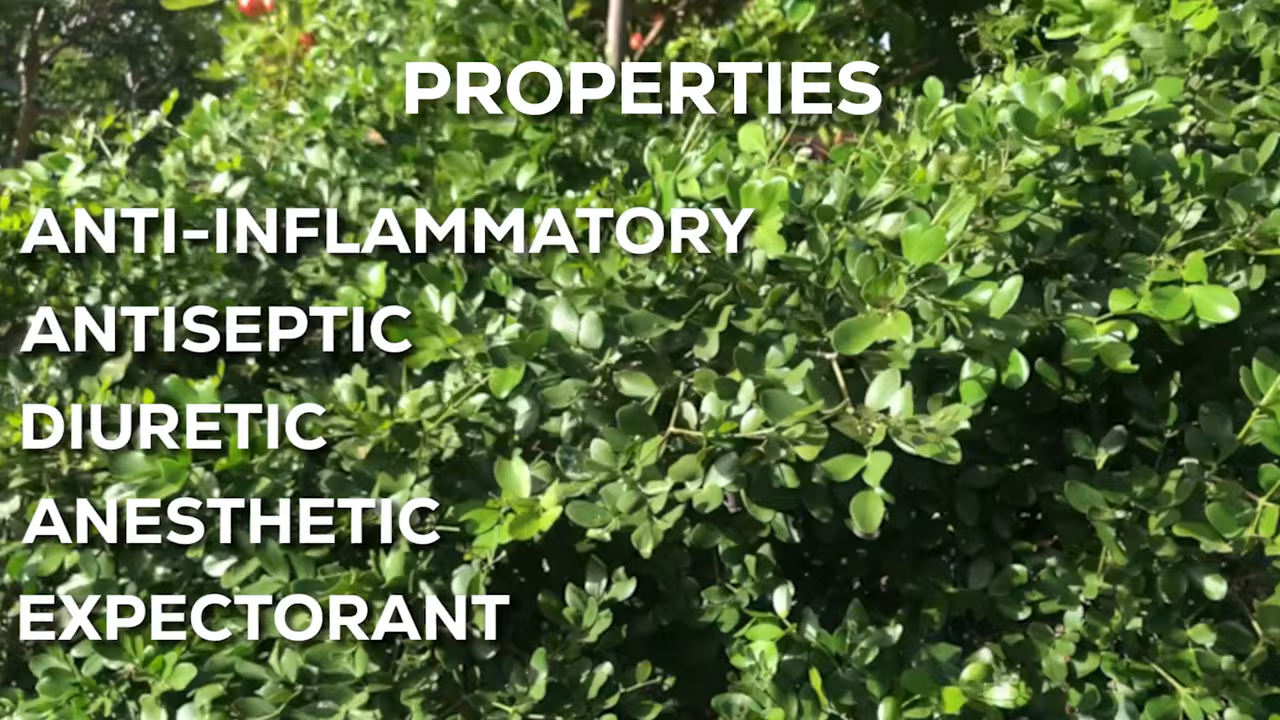 PROPERTIES
ANTI-INFLAMMATORY
ANTISEPTIC
DIURETIC
ANESTHETIC
EXPECTORANT